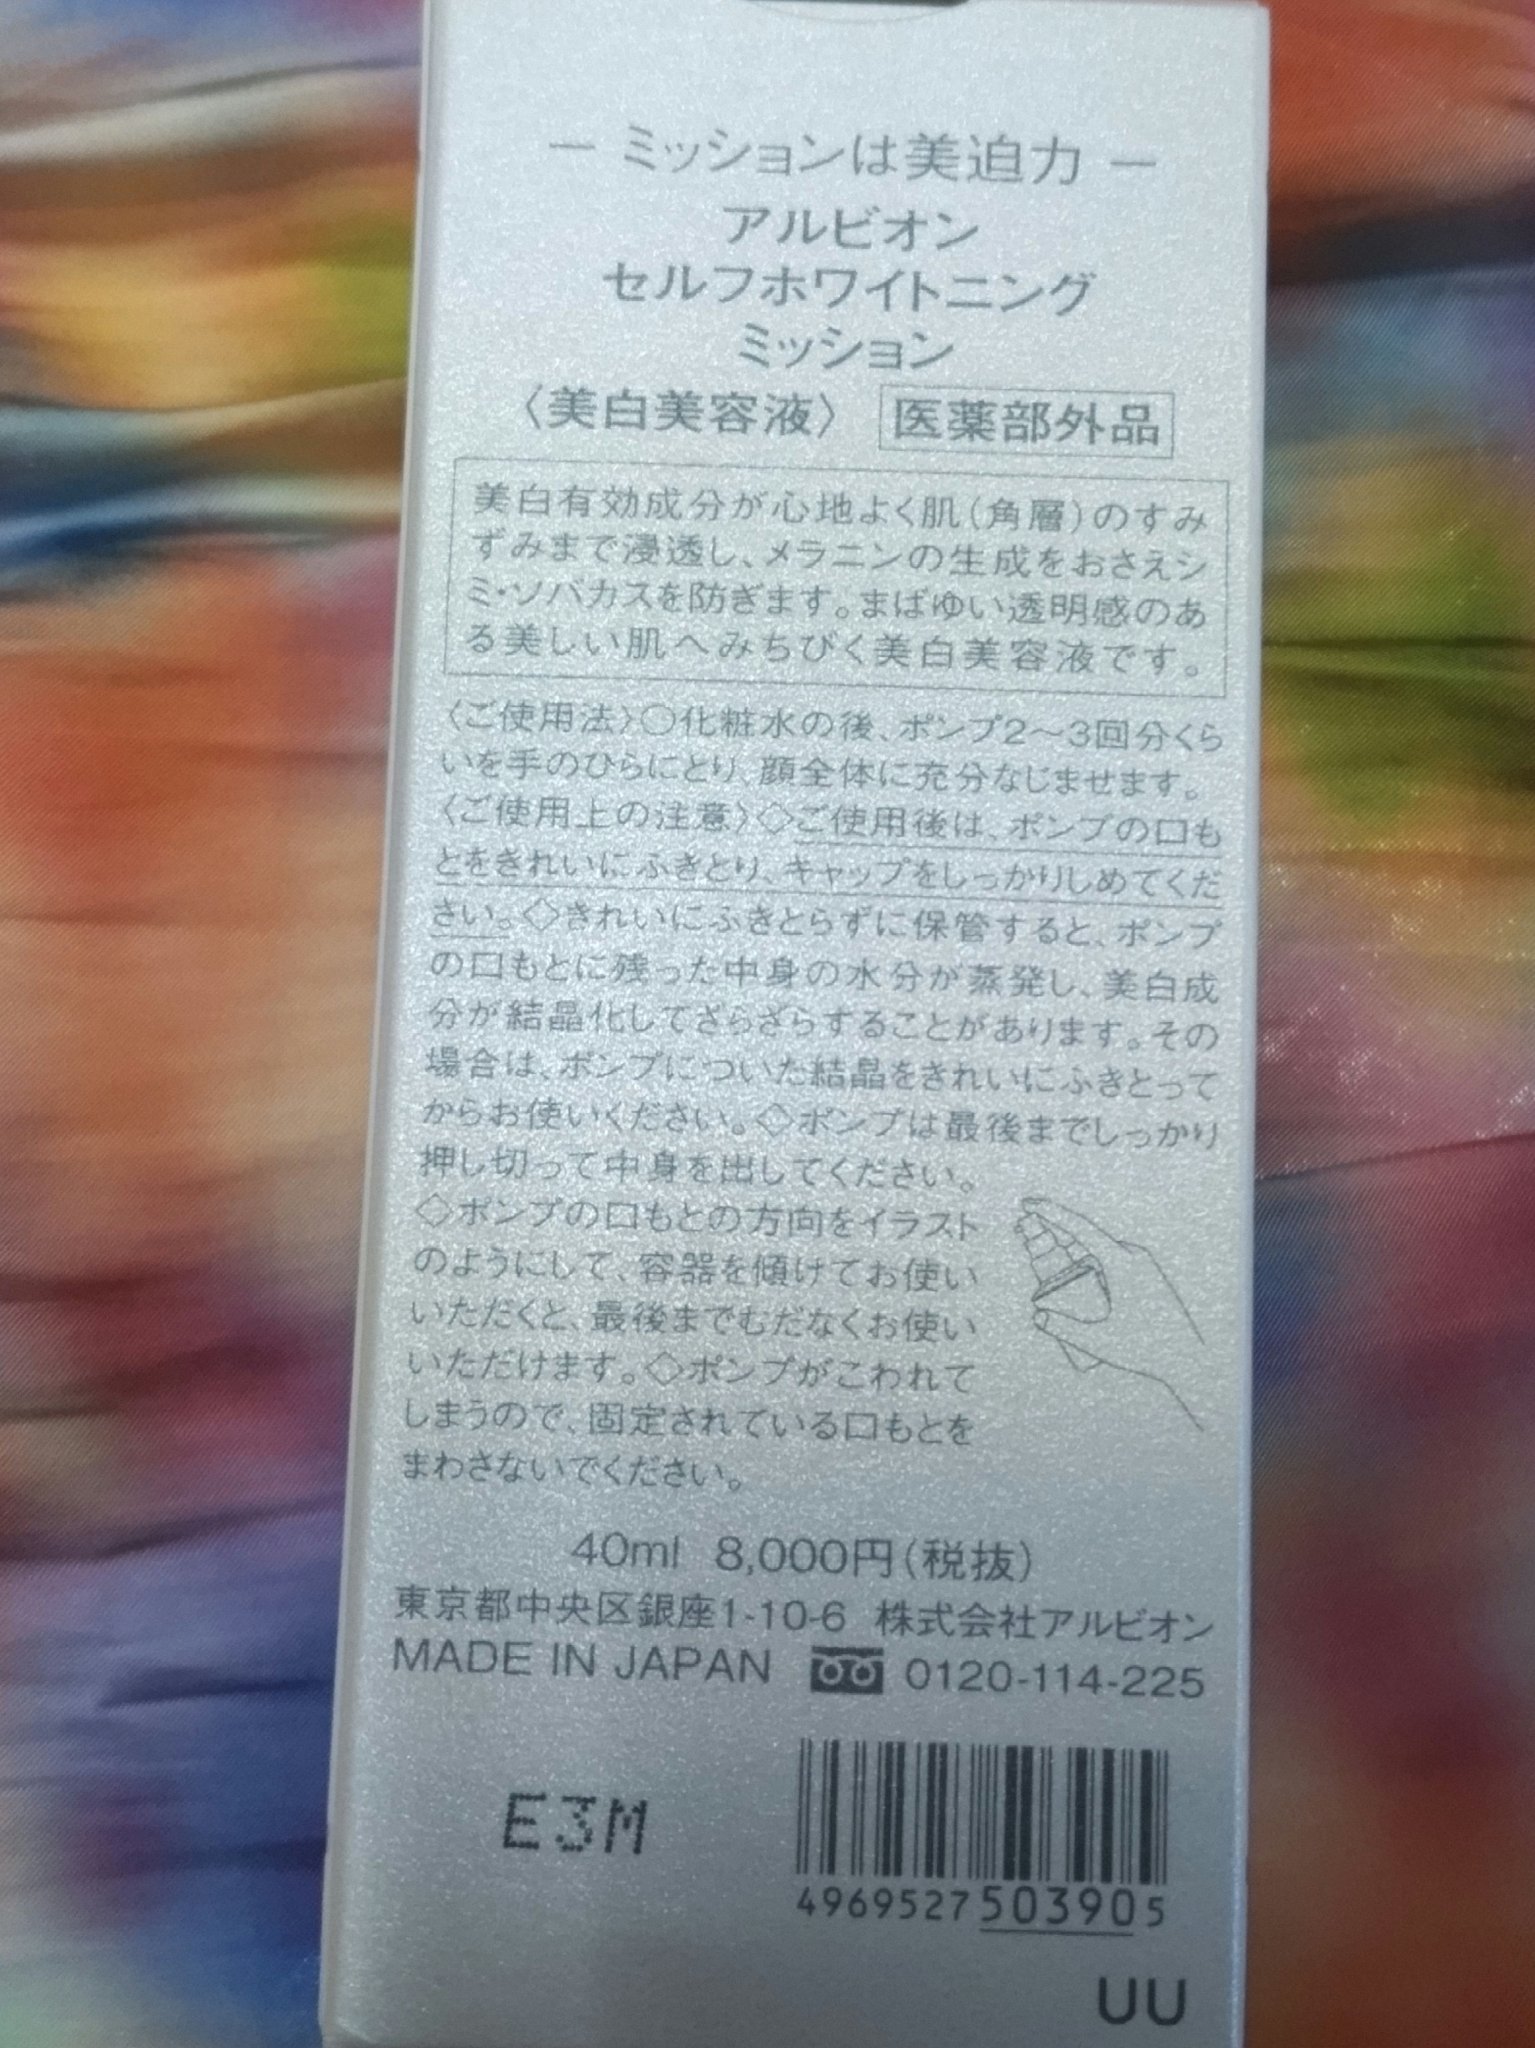 — ミッションは美迫力 —
アルビオン
セルフホワイトニング
ミッション
〈美白美容液〉 医薬部外品
美白有効成分が心地よく肌(角層)のすみ
ずみまで浸透し、メラニンの生成をおさえシ
ミ・ソバカスを防ぎます。まばゆい透明感のあ
る美しい肌へみちびく美白美容液です。
〈ご使用法〉○化粧水の後、ポンプ2〜3回分くら
いを手のひらにとり、顔全体に充分なじませます。
〈ご使用上の注意〉◇ご使用後は、ポンプの口も
とをきれいにふきとり、キャップをしっかりしめてくだ
さい。◇きれいにふきとらずに保管すると、ポンプ
の口もとに残った中身の水分が蒸発し、美白成
分が結晶化してざらざらすることがあります。その
場合は、ポンプについた結晶をきれいにふきとって
からお使いください。◇ポンプは最後までしっかり
押し切って中身を出してください。
◇ポンプの口もとの方向をイラスト
のようにして、容器を傾けてお使い
いただくと、最後までむだなくお使い
いただけます。◇ポンプがこわれて
しまうので、固定されている口もとを
まわさないでください。
40ml 8,000円(税抜)
東京都中央区銀座1-10-6 株式会社アルビオン
MADE IN JAPAN 0120-114-225
E3M
4969527503905
UU